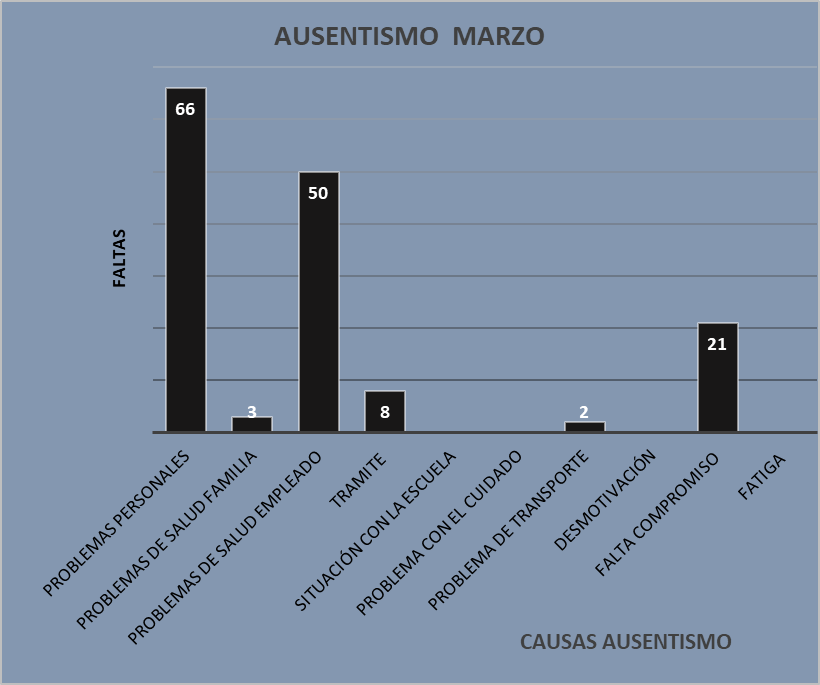 AUSENTISMO MARZO
FALTAS
66
3
50
8
2
21
PROBLEMAS PERSONALES
PROBLEMAS DE SALUD FAMILIA
PROBLEMAS DE SALUD EMPLEADO
TRAMITE
SITUACIÓN CON LA ESCUELA
PROBLEMA CON EL CUIDADO
PROBLEMA DE TRANSPORTE
DESMOTIVACIÓN
FALTA COMPROMISO
FATIGA
CAUSAS AUSENTISMO